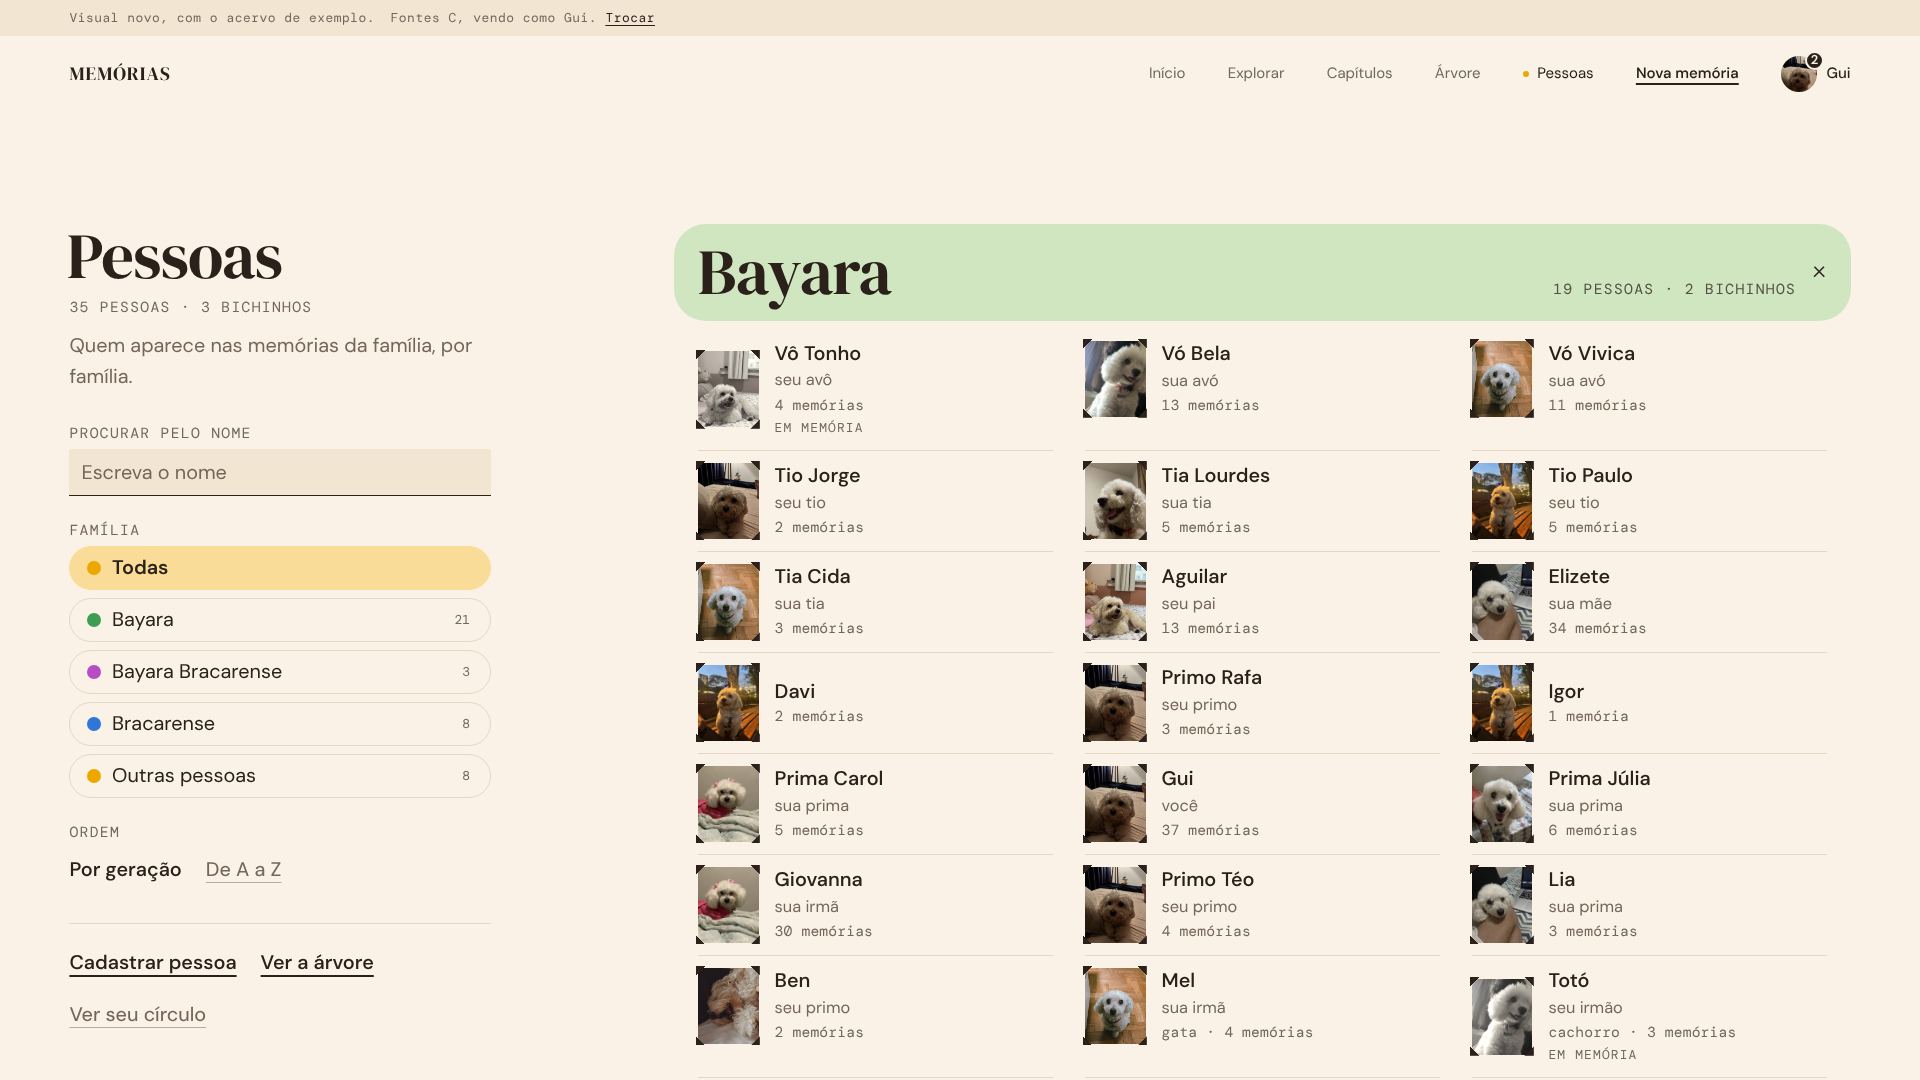 Visual novo, com o acervo de exemplo. Fontes C, vendo como Gui. Trocar
MEMÓRIAS
Início Explorar Capítulos Árvore Pessoas Nova memória 2 Gui
Pessoas
35 PESSOAS · 3 BICHINHOS
Quem aparece nas memórias da família, por
família.
PROCURAR PELO NOME
Escreva o nome
FAMÍLIA
Todas
Bayara 21
Bayara Bracarense 3
Bracarense 8
Outras pessoas 8
ORDEM
Por geração De A a Z
Cadastrar pessoa Ver a árvore
Ver seu círculo
Bayara
19 PESSOAS · 2 BICHINHOS ×
Vô Tonho
seu avô
4 memórias
EM MEMÓRIA
Vó Bela
sua avó
13 memórias
Vó Vivica
sua avó
11 memórias
Tio Jorge
seu tio
2 memórias
Tia Lourdes
sua tia
5 memórias
Tio Paulo
seu tio
5 memórias
Tia Cida
sua tia
3 memórias
Aguilar
seu pai
13 memórias
Elizete
sua mãe
34 memórias
Davi
2 memórias
Primo Rafa
seu primo
3 memórias
Igor
1 memória
Prima Carol
sua prima
5 memórias
Gui
você
37 memórias
Prima Júlia
sua prima
6 memórias
Giovanna
sua irmã
30 memórias
Primo Téo
seu primo
4 memórias
Lia
sua prima
3 memórias
Ben
seu primo
2 memórias
Mel
sua irmã
gata · 4 memórias
Totó
seu irmão
cachorro · 3 memórias
EM MEMÓRIA